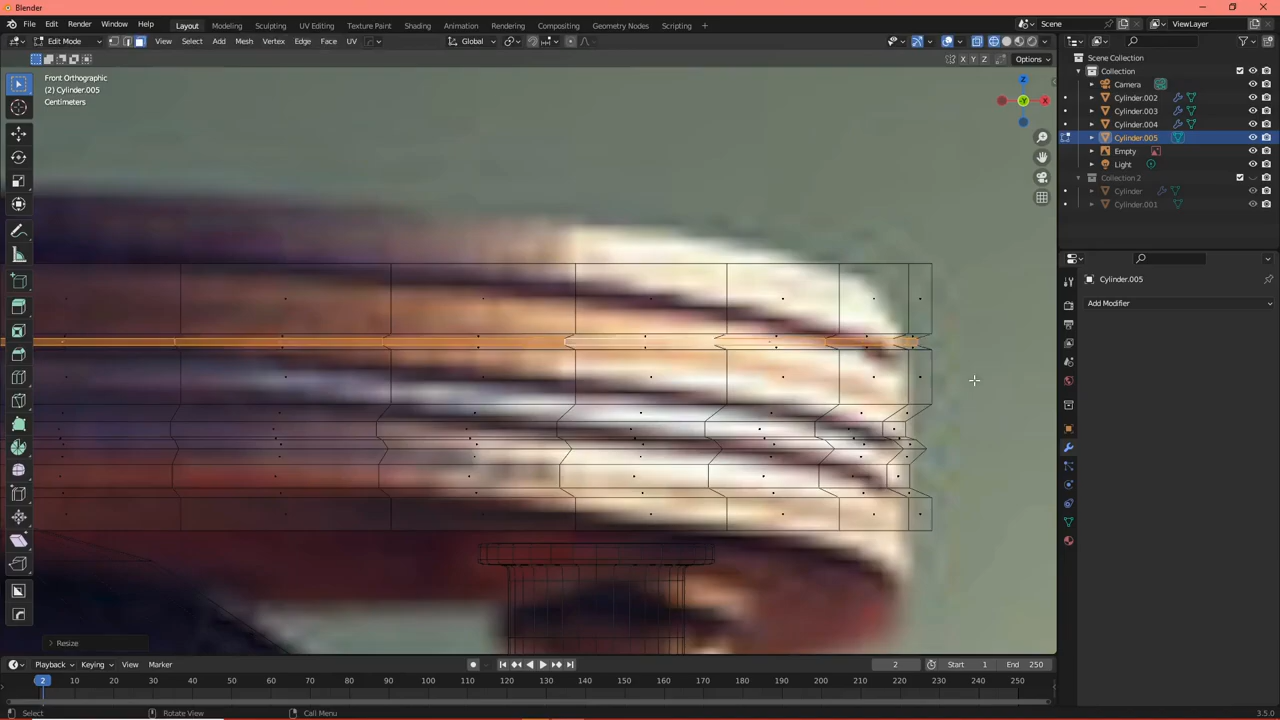 Blender
File Edit Render Window Help
Layout Modeling Sculpting UV Editing Texture Paint Shading Animation Rendering Compositing Geometry Nodes Scripting +
Scene
ViewLayer
Edit Mode
View Select Add Mesh Vertex Edge Face UV
Global
X Y Z
Options
Front Orthographic
(2) Cylinder.005
Centimeters
Z
-Y
X
Scene Collection
Collection
Camera
Cylinder.002
Cylinder.003
Cylinder.004
Cylinder.005
Empty
Light
Collection 2
Cylinder
Cylinder.001
Cylinder.005
Add Modifier
Resize
Playback Keying View Marker
2
Start 1
End 250
2 10 20 30 40 50 60 70 80 90 100 110 120 130 140 150 160 170 180 190 200 210 220 230 240 250
Select
Rotate View
Call Menu
3.5.0